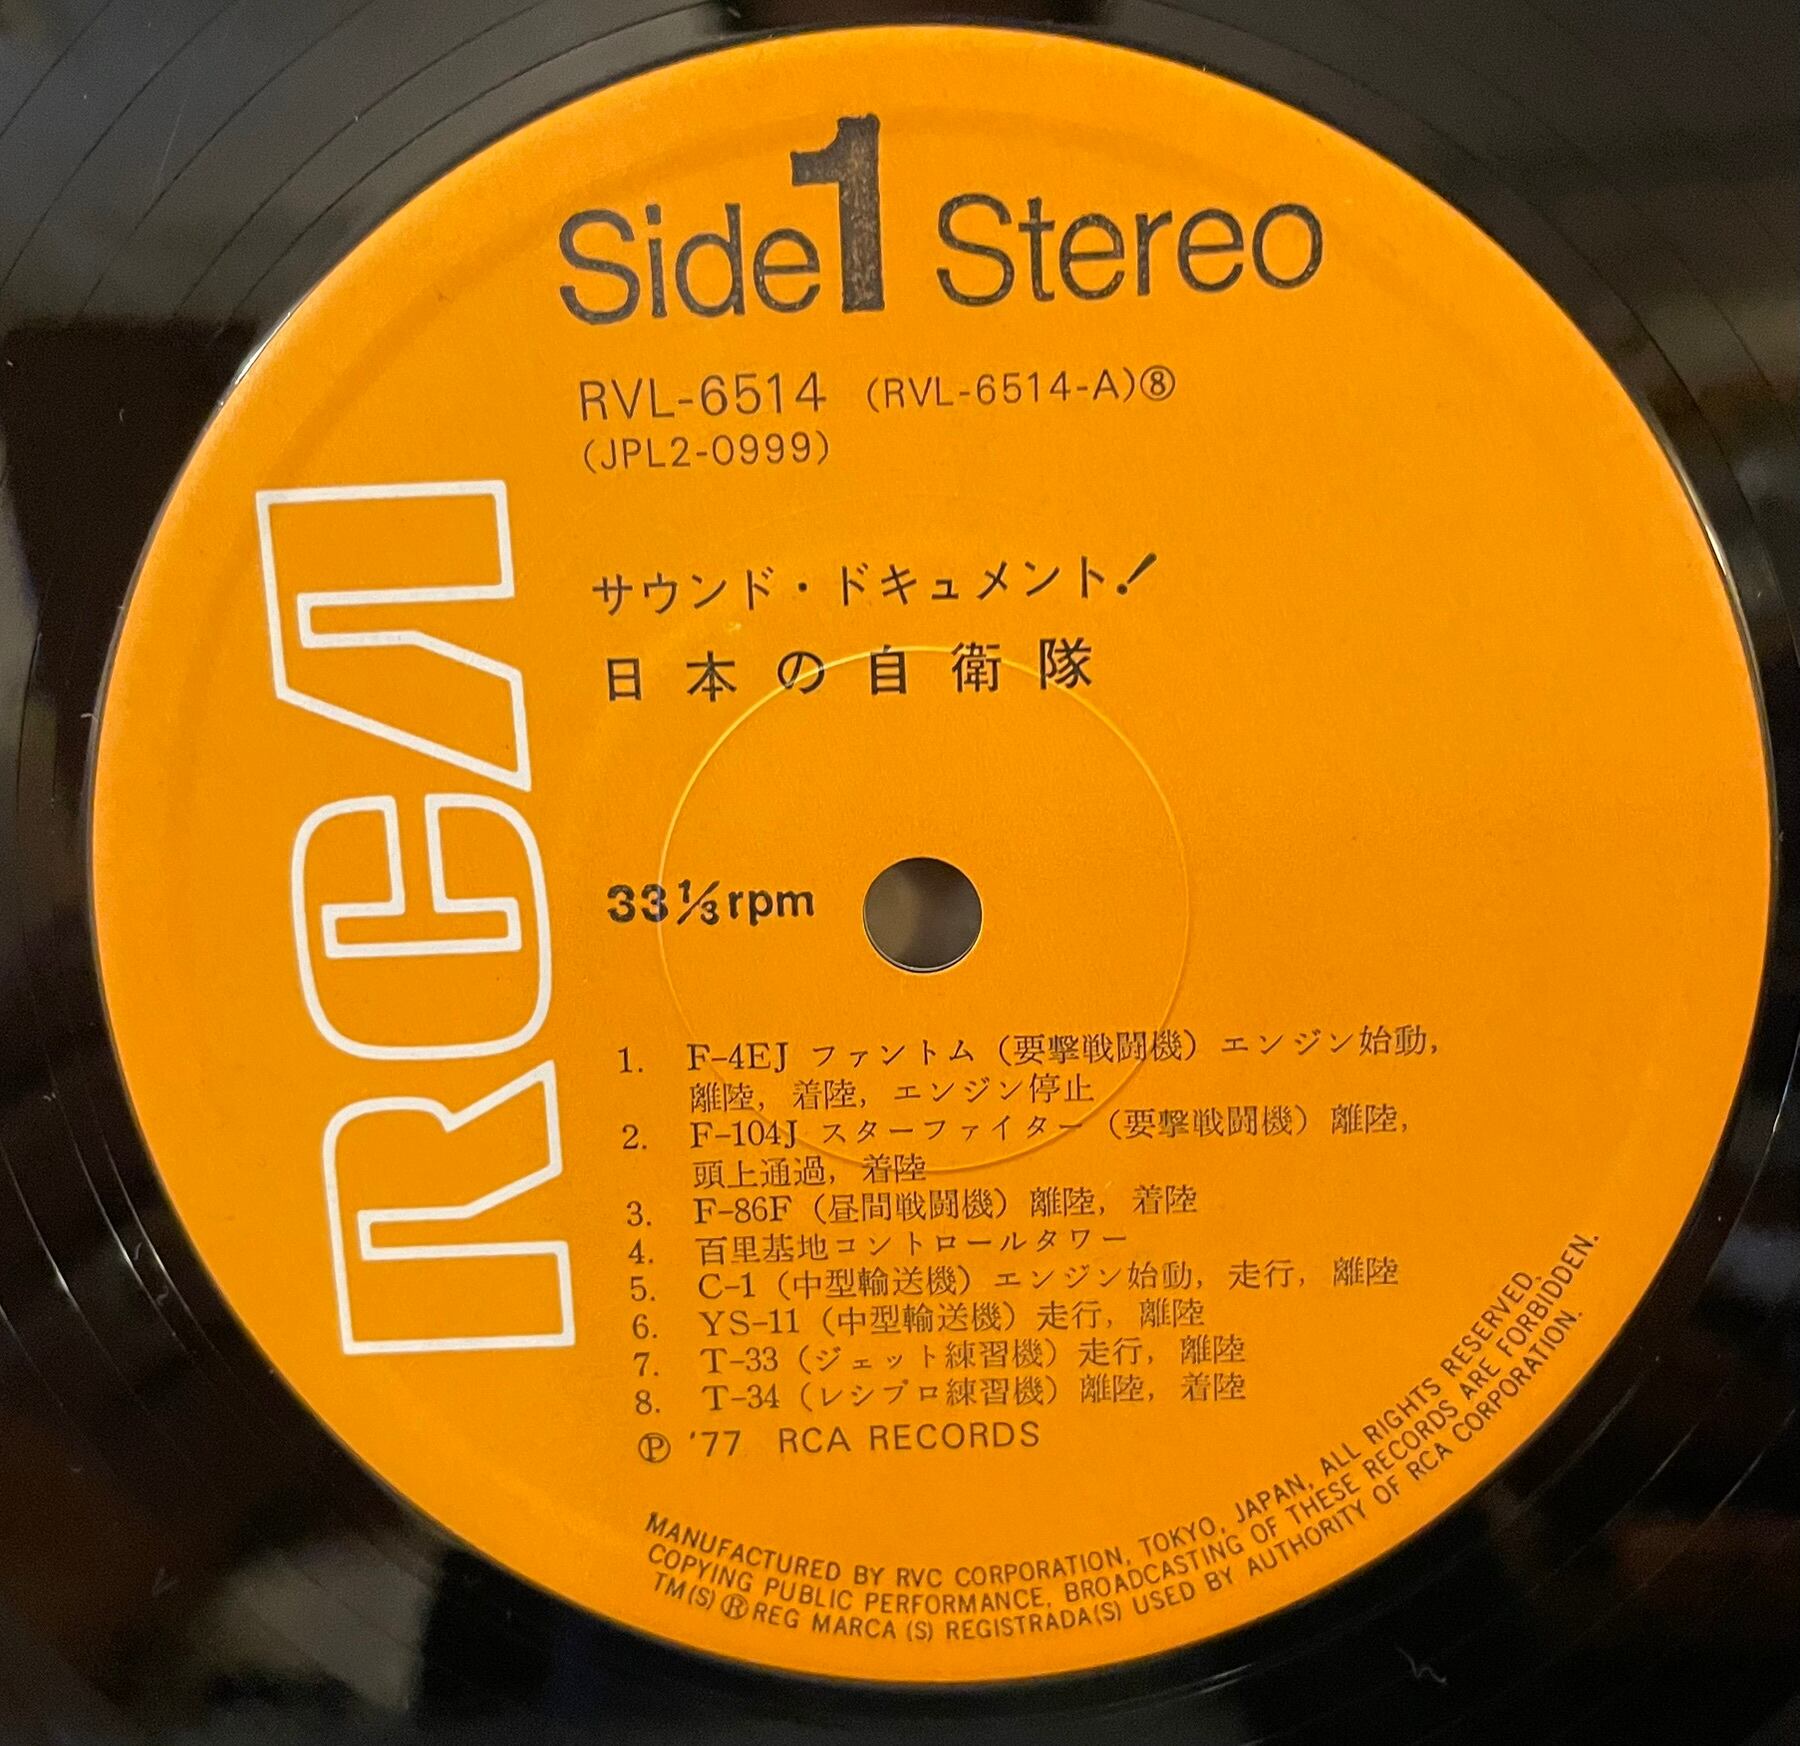 Side 1 Stereo
RVL-6514 (RVL-6514-A)⑧
(JPL2-0999)
サウンド・ドキュメント!
日本の自衛隊
RCA
33 1/3 rpm
1. F-4EJ ファントム（要撃戦闘機）エンジン始動,
離陸, 着陸, エンジン停止
2. F-104J スターファイター（要撃戦闘機）離陸,
頭上通過, 着陸
3. F-86F（昼間戦闘機）離陸, 着陸
4. 百里基地コントロールタワー
5. C-1（中型輸送機）エンジン始動, 走行, 離陸
6. YS-11（中型輸送機）走行, 離陸
7. T-33（ジェット練習機）走行, 離陸
8. T-34（レシプロ練習機）離陸, 着陸
Ⓟ '77 RCA RECORDS
MANUFACTURED BY RVC CORPORATION, TOKYO, JAPAN, ALL RIGHTS RESERVED,
COPYING PUBLIC PERFORMANCE, BROADCASTING OF THESE RECORDS ARE FORBIDDEN.
TM(S) ® REG MARCA (S) REGISTRADA(S) USED BY AUTHORITY OF RCA CORPORATION.